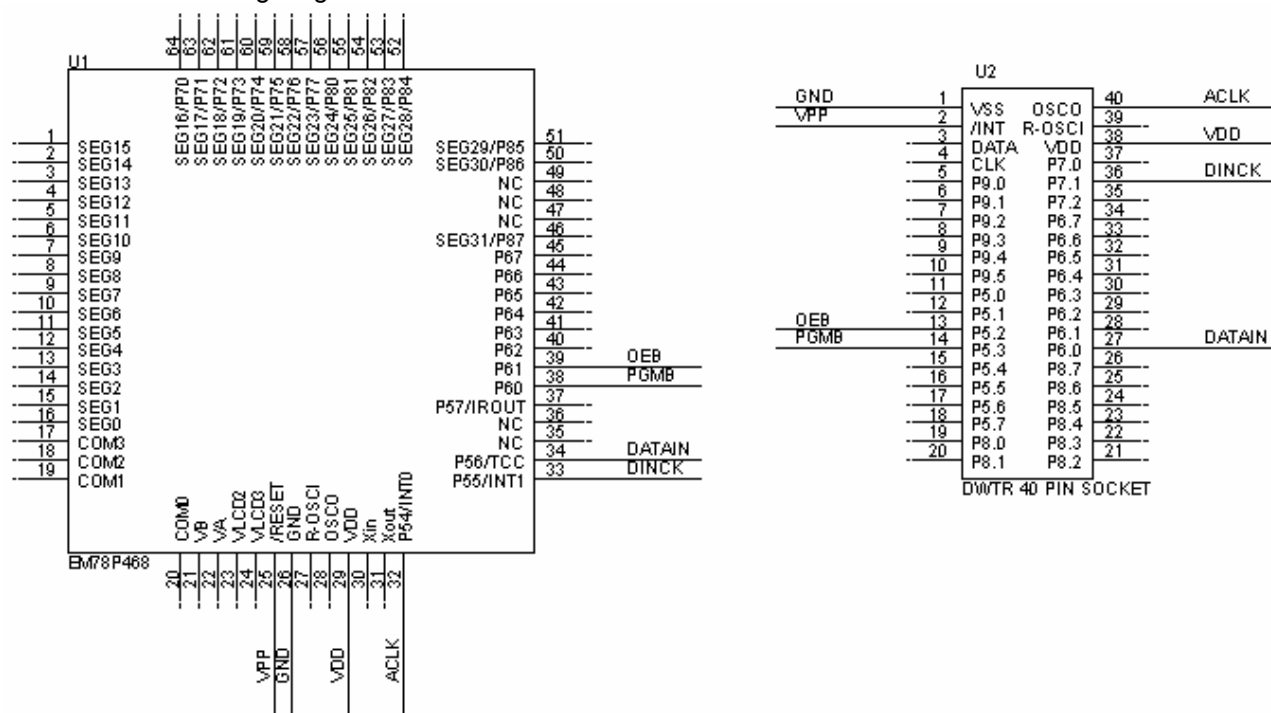 U1
64 SEG16/P70
63 SEG17/P71
62 SEG18/P72
61 SEG19/P73
60 SEG20/P74
59 SEG21/P75
58 SEG22/P76
57 SEG23/P77
56 SEG24/P80
55 SEG25/P81
54 SEG26/P82
53 SEG27/P83
52 SEG28/P84
1 SEG15
2 SEG14
3 SEG13
4 SEG12
5 SEG11
6 SEG10
7 SEG9
8 SEG8
9 SEG7
10 SEG6
11 SEG5
12 SEG4
13 SEG3
14 SEG2
15 SEG1
16 SEG0
17 COM3
18 COM2
19 COM1
SEG29/P85 51
SEG30/P86 50
NC 49
NC 48
NC 47
SEG31/P87 46
P67 45
P66 44
P65 43
P64 42
P63 41
P62 40
P61 39 OEB
P60 38 PGMB
P57/IROUT 37
NC 36
NC 35
P56/TCC 34 DATAIN
P55/INT1 33 DINCK
COM0 20
VB 21
VA 22
VLCD2 23
VLCD3 24
/RESET 25 VPP
GND 26 GND
R-OSCI 27
OSCO 28
VDD 29 VDD
Xin 30
Xout 31
P54/INT0 32 ACLK
EM78P468
U2
GND 1 VSS
VPP 2 /INT
3 DATA
4 CLK
5 P9.0
6 P9.1
7 P9.2
8 P9.3
9 P9.4
10 P9.5
11 P5.0
12 P5.1
OEB 13 P5.2
PGMB 14 P5.3
15 P5.4
16 P5.5
17 P5.6
18 P5.7
19 P8.0
20 P8.1
OSCO 40 ACLK
R-OSCI 39
VDD 38 VDD
P7.0 37
P7.1 36 DINCK
P7.2 35
P6.7 34
P6.6 33
P6.5 32
P6.4 31
P6.3 30
P6.2 29
P6.1 28
P6.0 27 DATAIN
P8.7 26
P8.6 25
P8.5 24
P8.4 23
P8.3 22
P8.2 21
DWTR 40 PIN SOCKET